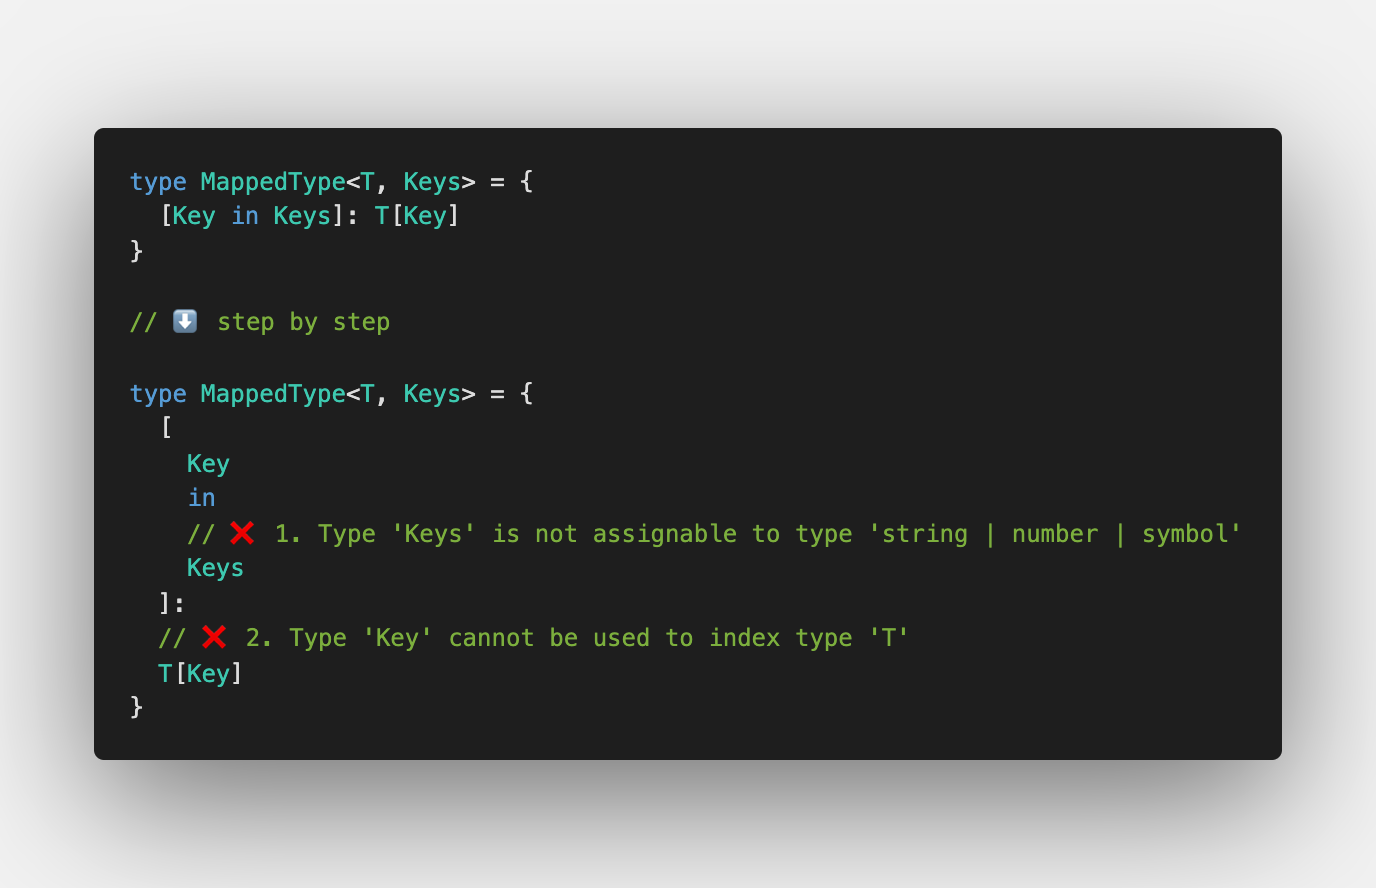 type MappedType<T, Keys> = {
  [Key in Keys]: T[Key]
}
// ⬇️ step by step
type MappedType<T, Keys> = {
  [
    Key
    in
    // ❌ 1. Type 'Keys' is not assignable to type 'string | number | symbol'
    Keys
  ]:
  // ❌ 2. Type 'Key' cannot be used to index type 'T'
  T[Key]
}